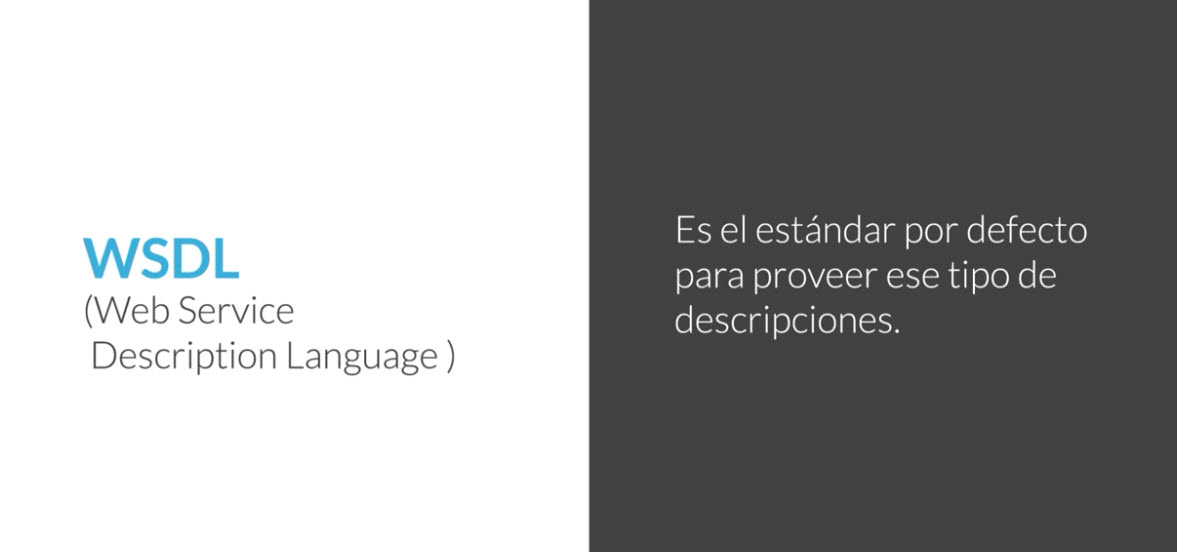 WSDL
(Web Service
Description Language )
Es el estándar por defecto
para proveer ese tipo de
descripciones.